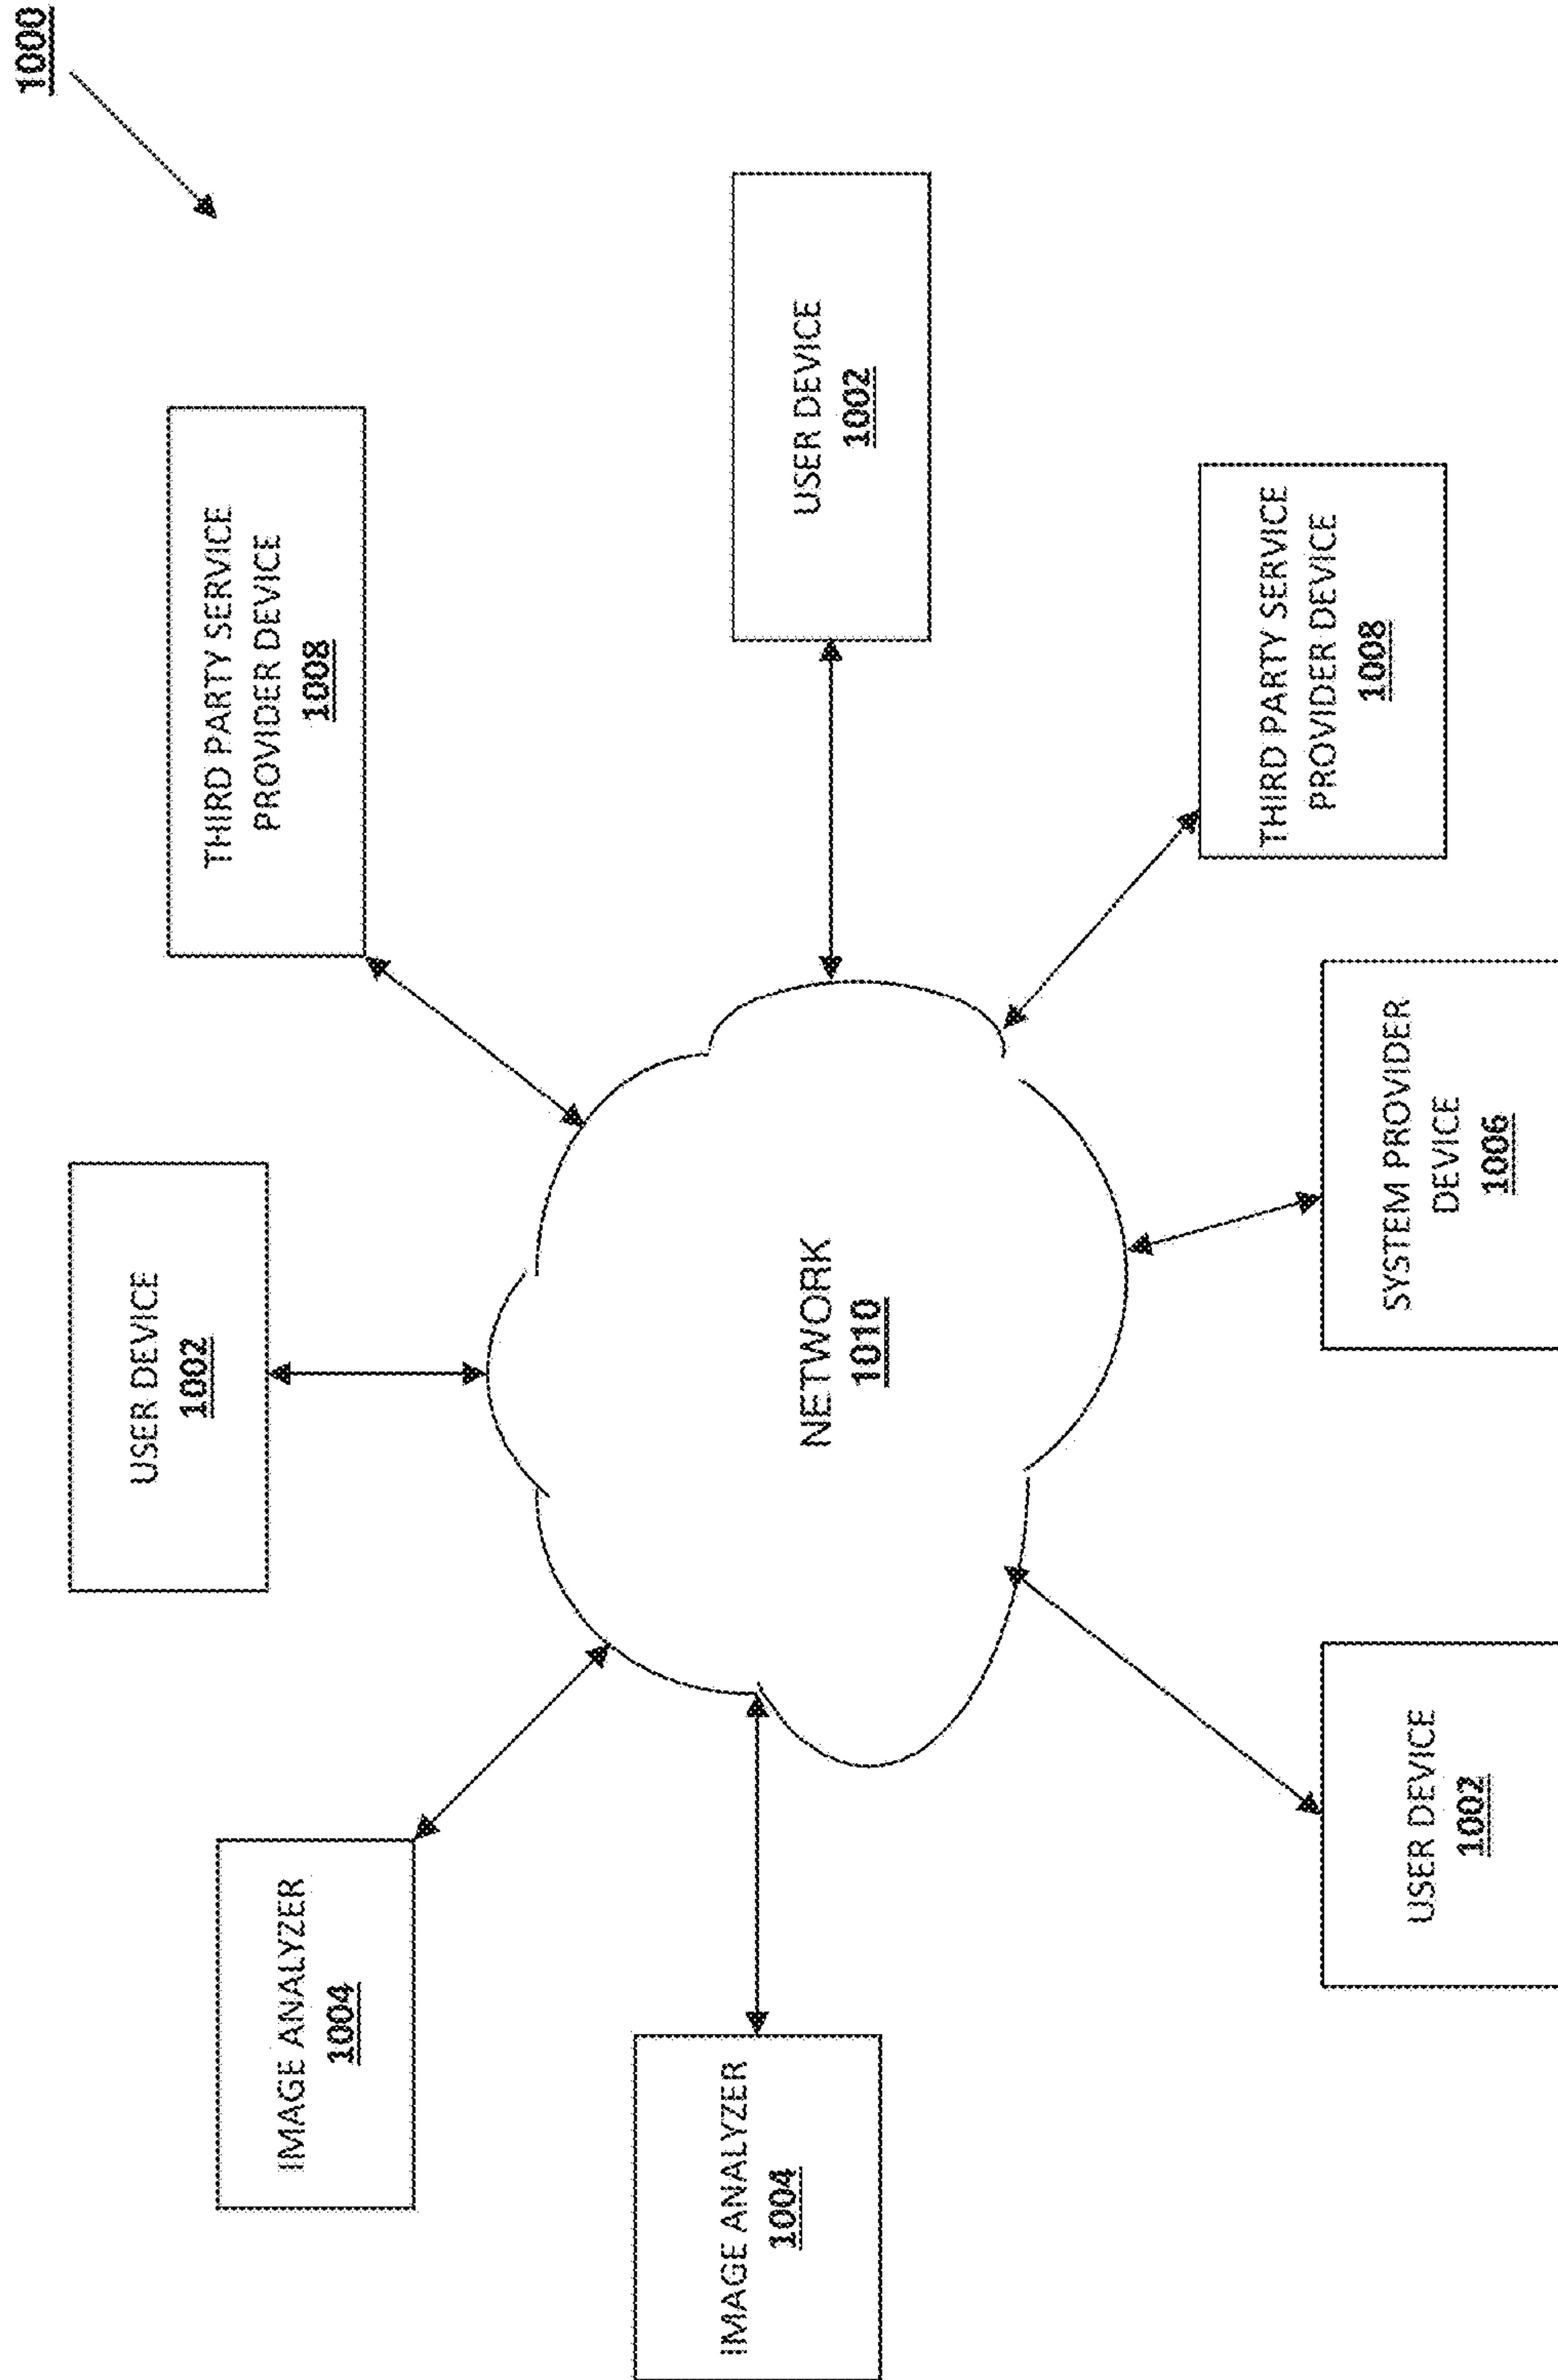 1000
THIRD PARTY SERVICE
PROVIDER DEVICE
1008
USER DEVICE
1002
IMAGE ANALYZER
1004
USER DEVICE
1002
NETWORK
1010
IMAGE ANALYZER
1004
THIRD PARTY SERVICE
PROVIDER DEVICE
1008
SYSTEM PROVIDER
DEVICE
1006
USER DEVICE
1002